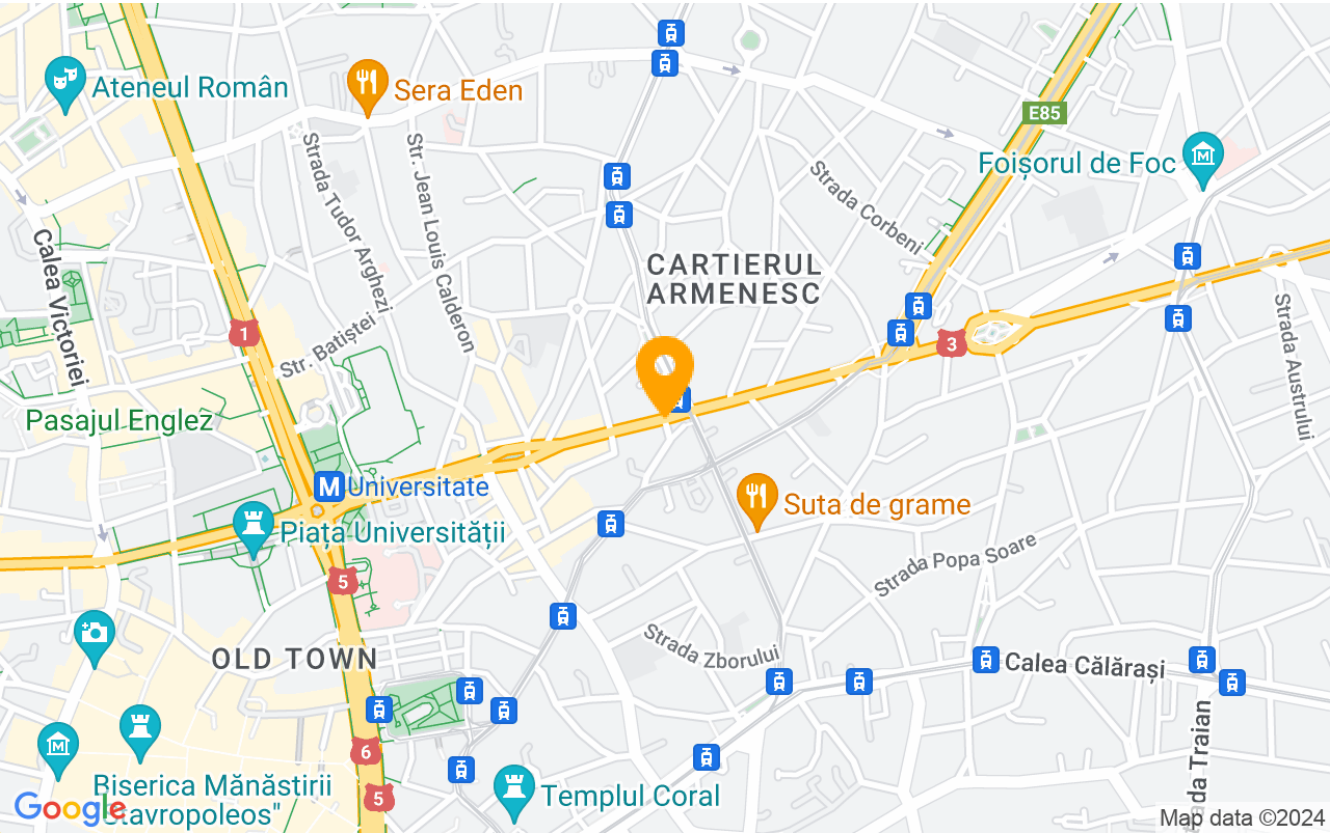 Ateneul Român
Sera Eden
E85
Foișorul de Foc
Strada Tudor Arghezi
Str. Jean Louis Calderon
Strada Corbeni
Calea Victoriei
CARTIERUL
ARMENESC
1
3
Str. Batiștei
Strada Austrului
Pasajul Englez
M
Universitate
Piața Universității
Suta de grame
5
Strada Popa Soare
OLD TOWN
Strada Zborului
Calea Călărași
6
5
Biserica Mănăstirii
Stavropoleos"
Templul Coral
Google
Map data ©2024